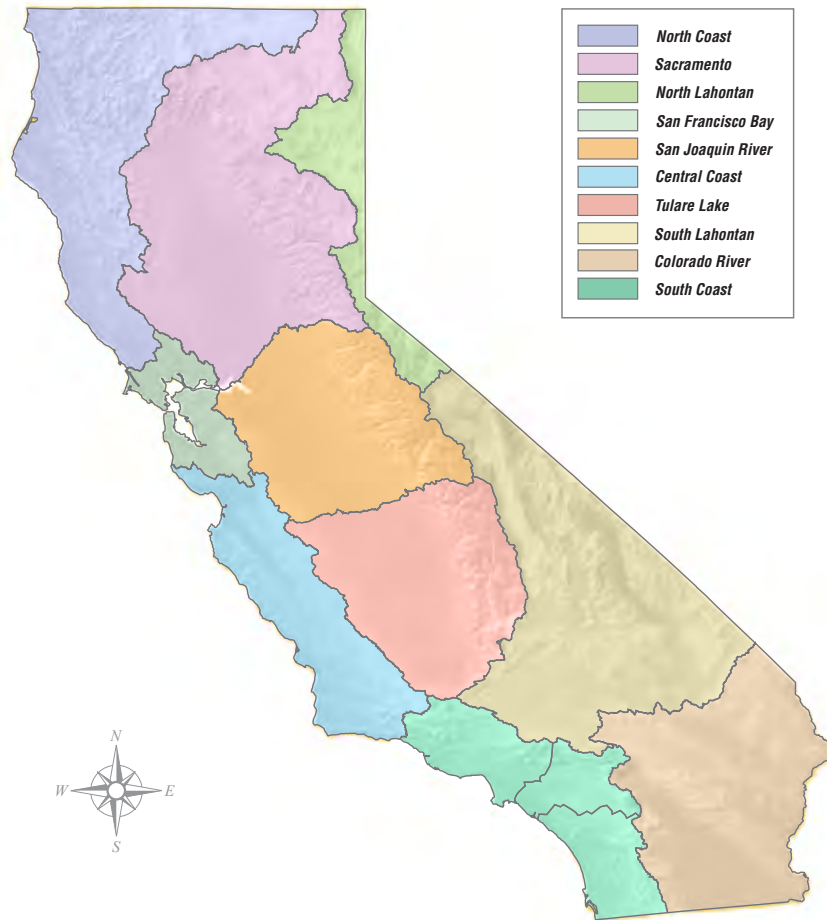 North Coast
Sacramento
North Lahontan
San Francisco Bay
San Joaquin River
Central Coast
Tulare Lake
South Lahontan
Colorado River
South Coast
N
W E
S